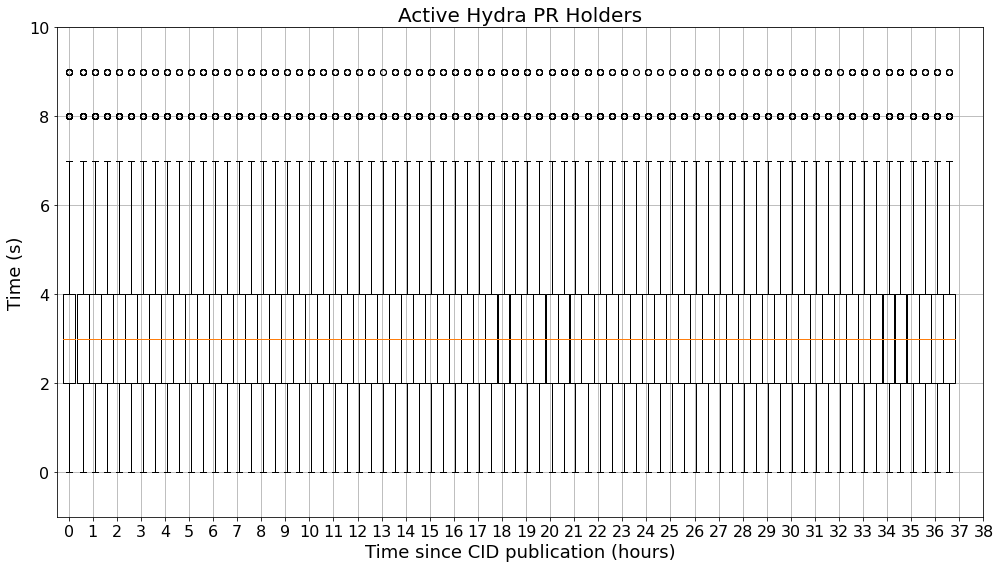 Active Hydra PR Holders
10
8
6
4
2
0
Time (s)
0 1 2 3 4 5 6 7 8 9 10 11 12 13 14 15 16 17 18 19 20 21 22 23 24 25 26 27 28 29 30 31 32 33 34 35 36 37 38
Time since CID publication (hours)